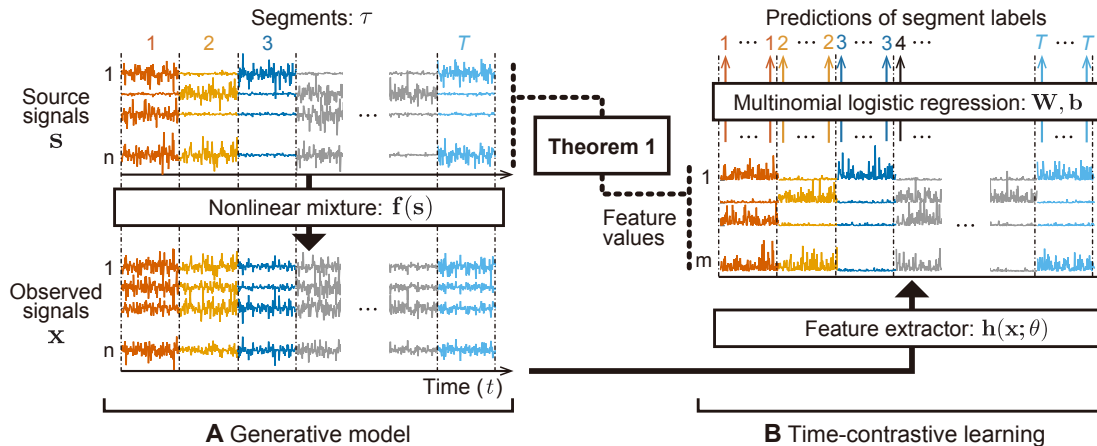 Segments: τ
1 2 3 T
1
Source
signals
s
n
...
Nonlinear mixture: f(s)
1
Observed
signals
x
n
...
Time (t)
A Generative model
Theorem 1
Feature
values
Predictions of segment labels
1 ... 1 2 ... 2 3 ... 3 4 ... T ... T
Multinomial logistic regression: W, b
... ... ... ... ...
1
...
m
Feature extractor: h(x; θ)
B Time-contrastive learning